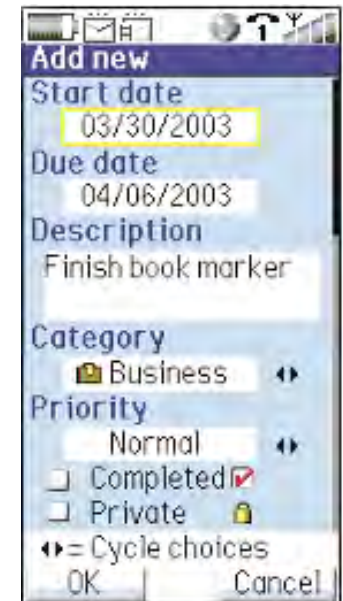 Add new
Start date
03/30/2003
Due date
04/06/2003
Description
Finish book marker
Category
Business
Priority
Normal
Completed
Private
= Cycle choices
OK Cancel